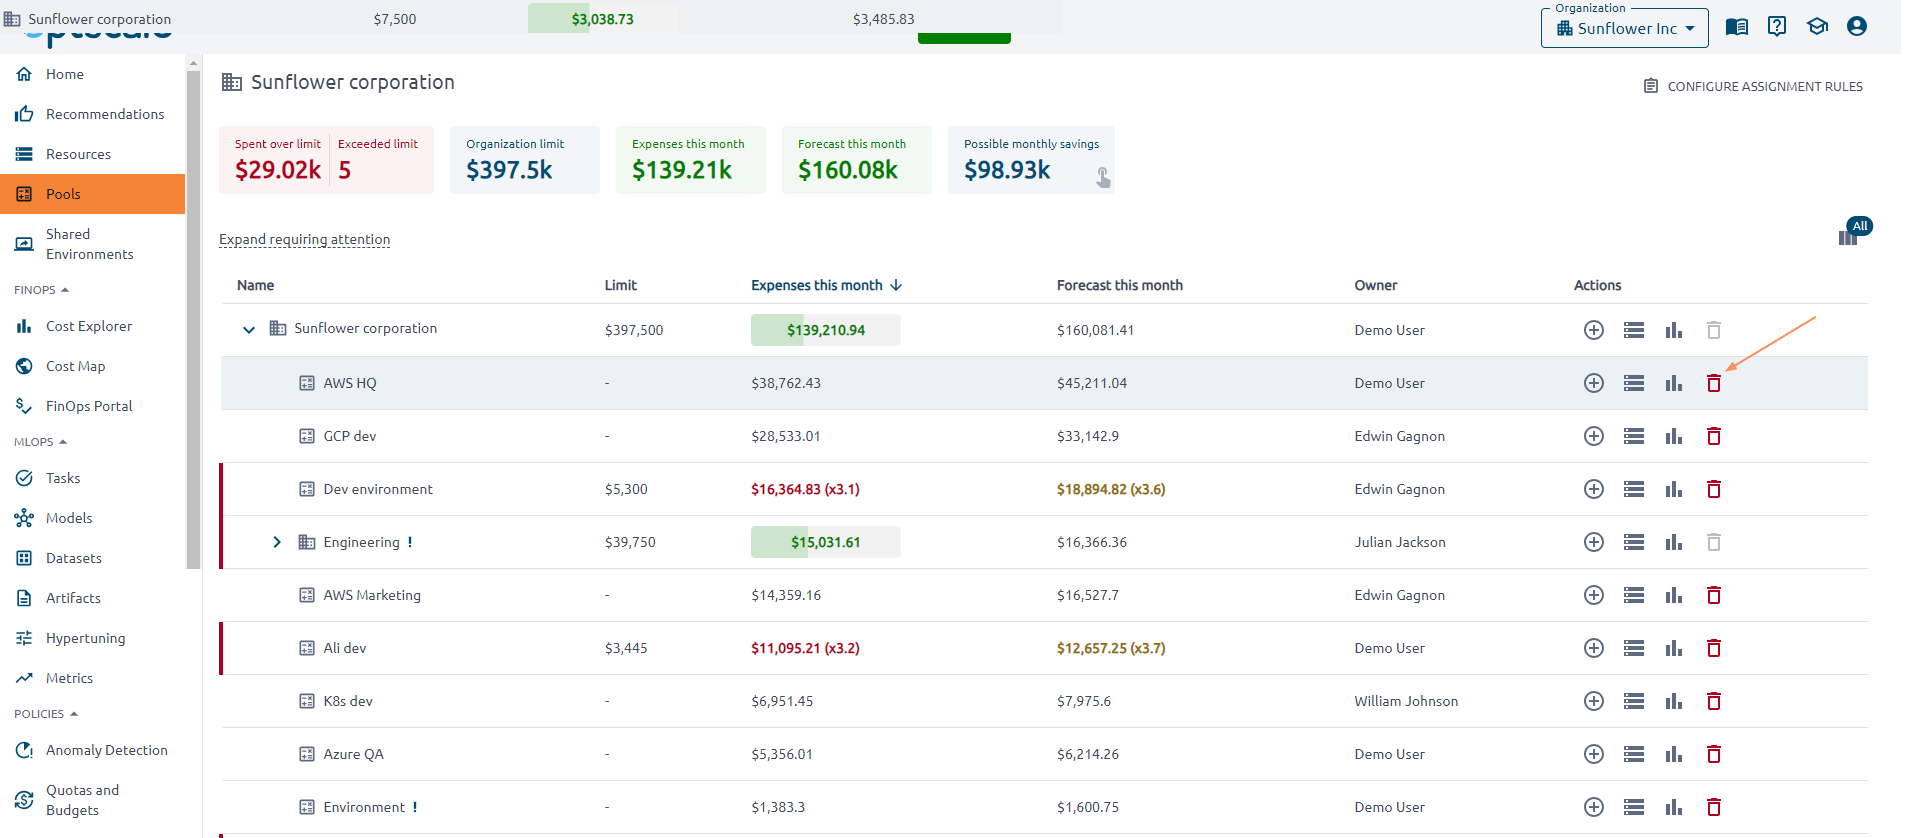 Sunflower corporation $7,500 $3,038.73 $3,485.83
Organization
Sunflower Inc
Home
Recommendations
Resources
Pools
Shared
Environments
FINOPS
Cost Explorer
Cost Map
FinOps Portal
MLOPS
Tasks
Models
Datasets
Artifacts
Hypertuning
Metrics
POLICIES
Anomaly Detection
Quotas and
Budgets
Sunflower corporation
CONFIGURE ASSIGNMENT RULES
Spent over limit Exceeded limit Organization limit Expenses this month Forecast this month Possible monthly savings
$29.02k 5 $397.5k $139.21k $160.08k $98.93k
Expand requiring attention
All
Name Limit Expenses this month Forecast this month Owner Actions
Sunflower corporation $397,500 $139,210.94 $160,081.41 Demo User
AWS HQ - $38,762.43 $45,211.04 Demo User
GCP dev - $28,533.01 $33,142.9 Edwin Gagnon
Dev environment $5,300 $16,364.83 (x3.1) $18,894.82 (x3.6) Edwin Gagnon
Engineering ! $39,750 $15,031.61 $16,366.36 Julian Jackson
AWS Marketing - $14,359.16 $16,527.7 Edwin Gagnon
Ali dev $3,445 $11,095.21 (x3.2) $12,657.25 (x3.7) Demo User
K8s dev - $6,951.45 $7,975.6 William Johnson
Azure QA - $5,356.01 $6,214.26 Demo User
Environment ! - $1,383.3 $1,600.75 Demo User